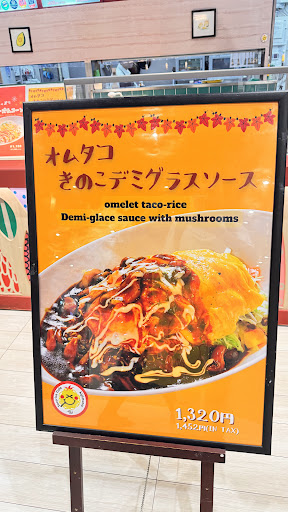 オムタコ
きのこデミグラスソース
omelet taco-rice
Demi-glace sauce with mushrooms
1,320円